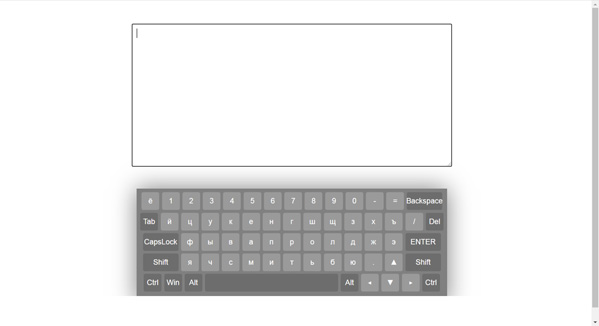 ё 1 2 3 4 5 6 7 8 9 0 - = Backspace
Tab й ц у к е н г ш щ з х ъ / Del
CapsLock ф ы в а п р о л д ж э ENTER
Shift я ч с м и т ь б ю . ▲ Shift
Ctrl Win Alt Alt ◄ ▼ ► Ctrl